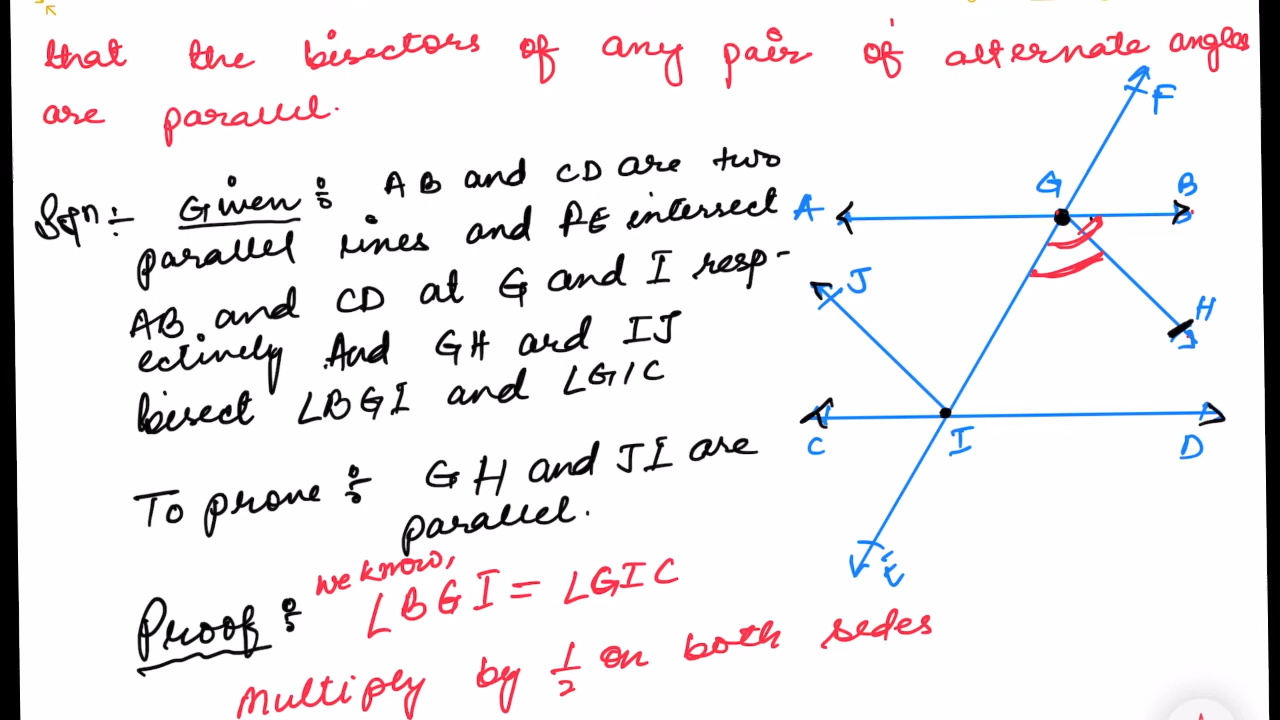 that the bisectors of any pair of alternate angles
are parallel.
Given : AB and CD are two
parallel lines and FE intersect
AB and CD at G and I resp-
ectively And GH and IJ
bisect ∠BGI and ∠GIC
To prove : GH and JI are
parallel.
Proof : we know,
∠BGI = ∠GIC
Multiply by 1/2 on both sides
F
G
B
A
J
H
C
I
D
E